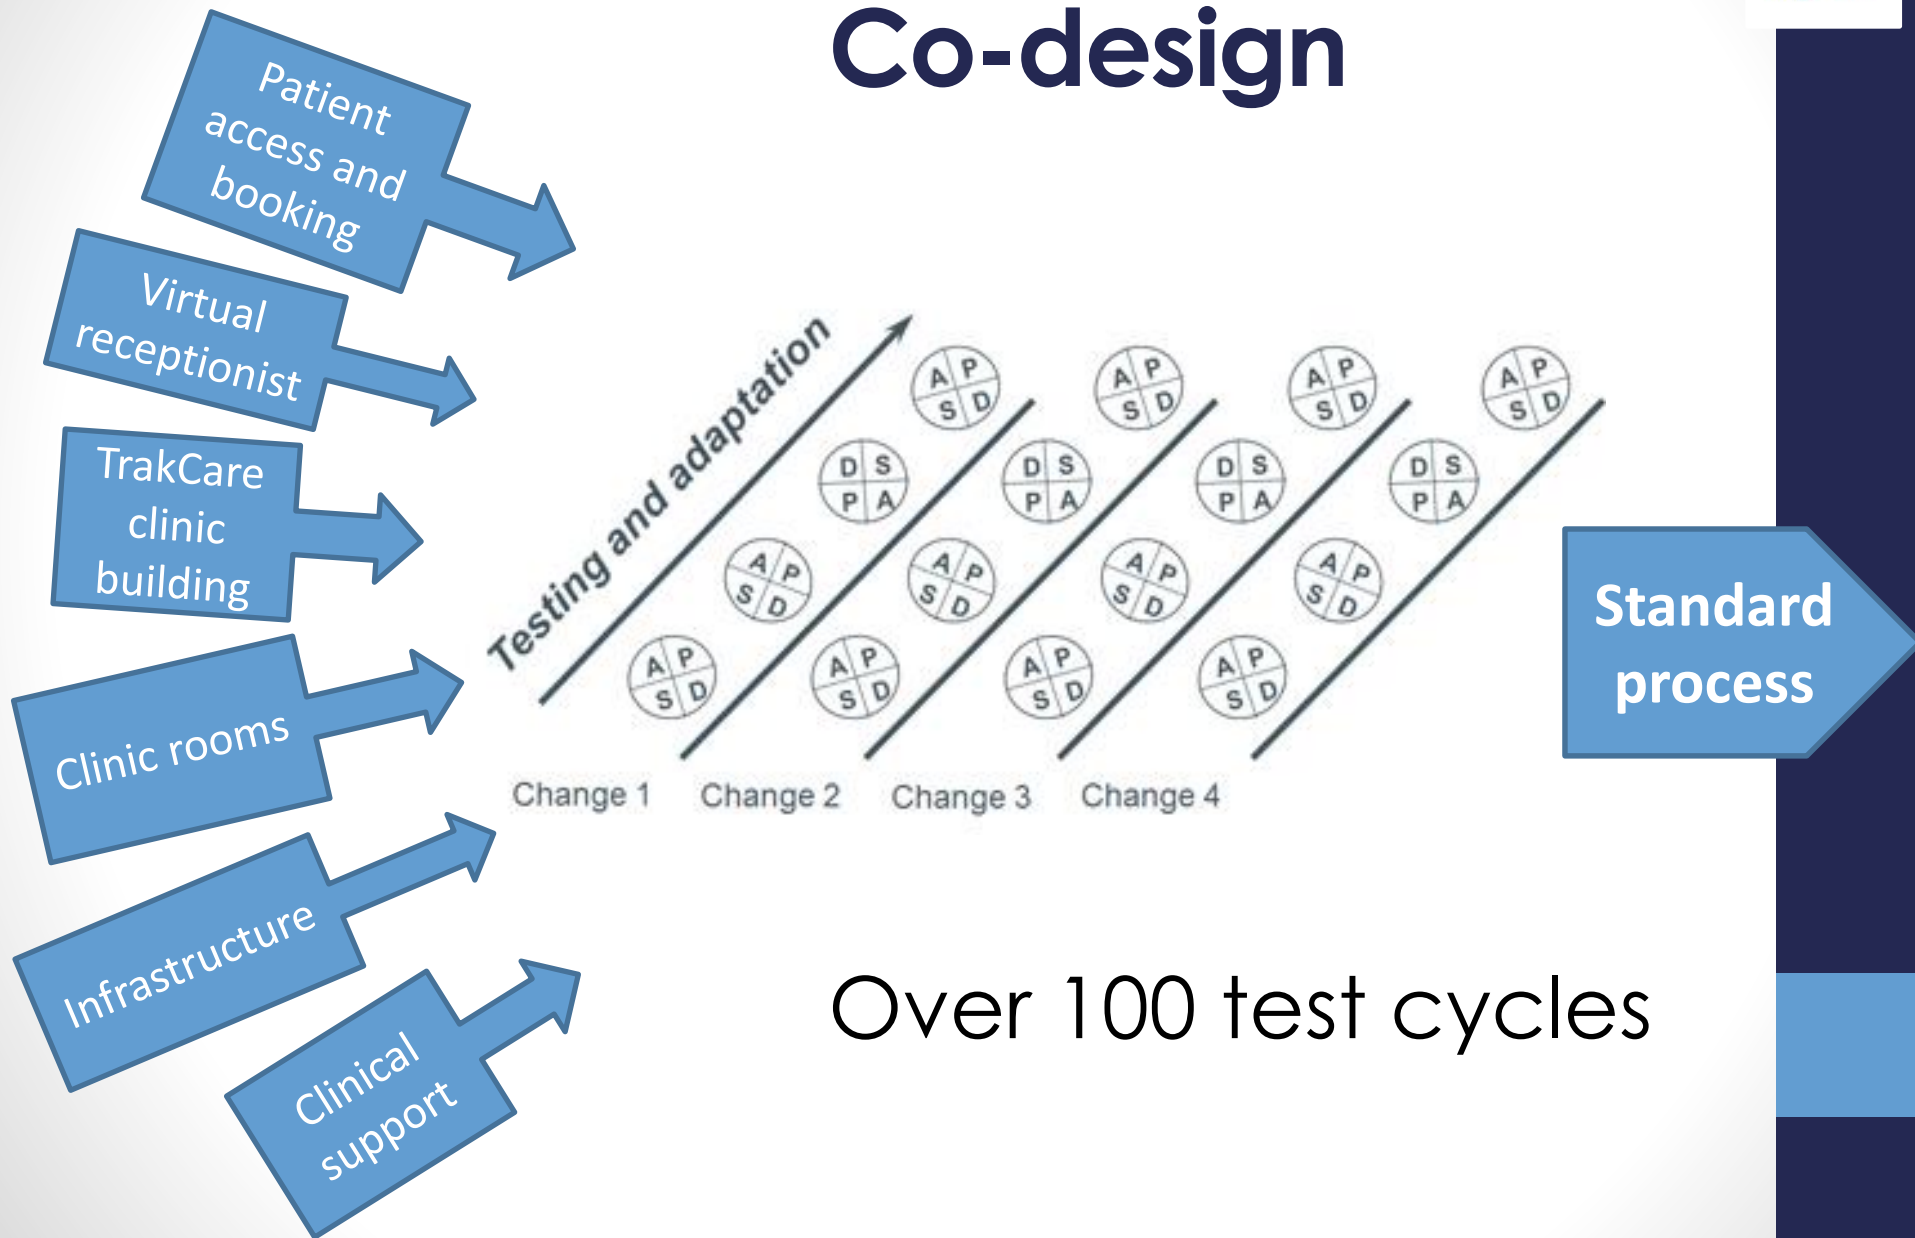 Co-design
Patient
access and
booking
Virtual
receptionist
TrakCare
clinic
building
Clinic rooms
Infrastructure
Clinical
support
Testing and adaptation
A P
S D
A P
S D
A P
S D
A P
S D
D S
P A
D S
P A
D S
P A
D S
P A
A P
S D
A P
S D
A P
S D
A P
S D
A P
S D
A P
S D
A P
S D
A P
S D
Change 1
Change 2
Change 3
Change 4
Standard
process
Over 100 test cycles